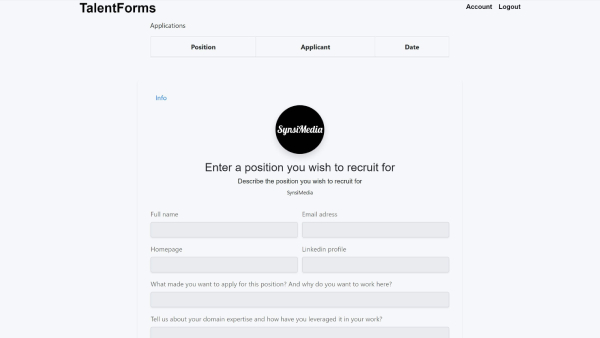 TalentForms
Account Logout
Applications
Position Applicant Date
Info
SynsiMedia
Enter a position you wish to recruit for
Describe the position you wish to recruit for
SynsiMedia
Full name Email adress
Homepage Linkedin profile
What made you want to apply for this position? And why do you want to work here?
Tell us about your domain expertise and how have you leveraged it in your work?